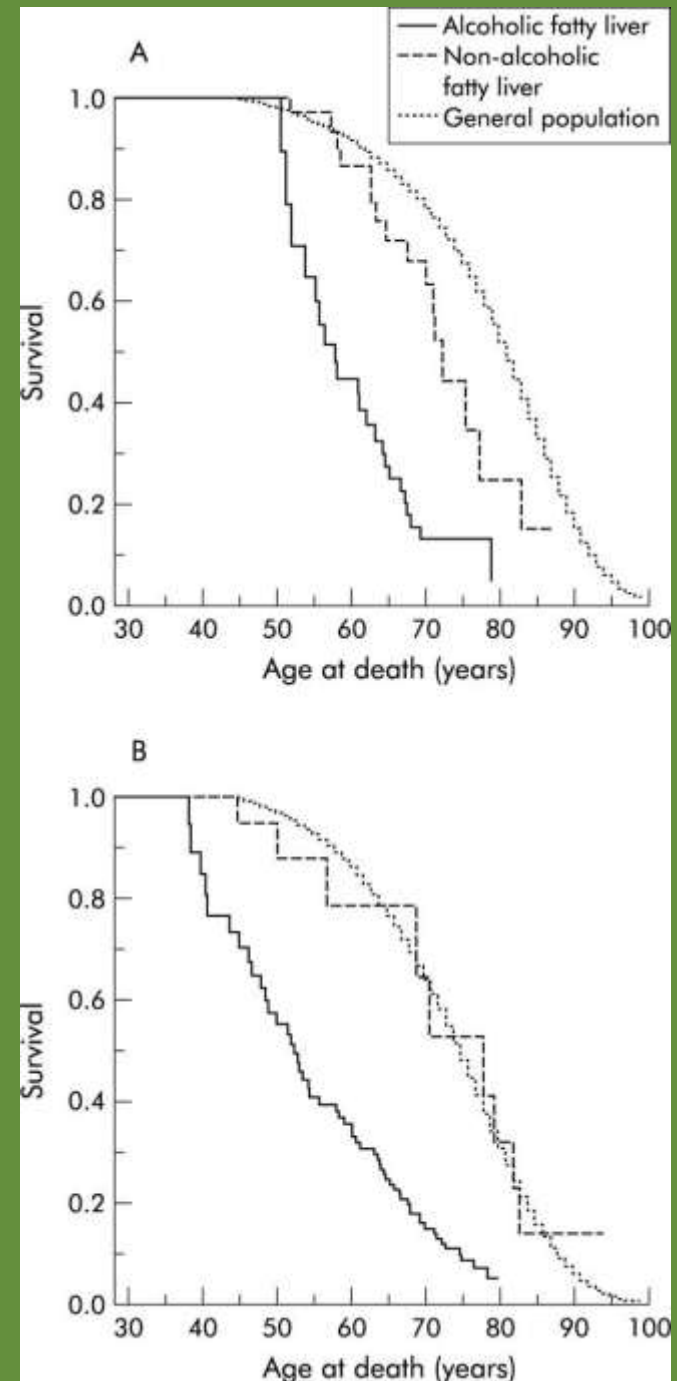 Alcoholic fatty liver
Non-alcoholic
fatty liver
General population
A
1.0
0.8
0.6
0.4
0.2
0.0
Survival
30 40 50 60 70 80 90 100
Age at death (years)
B
1.0
0.8
0.6
0.4
0.2
0.0
Survival
30 40 50 60 70 80 90 100
Age at death (years)